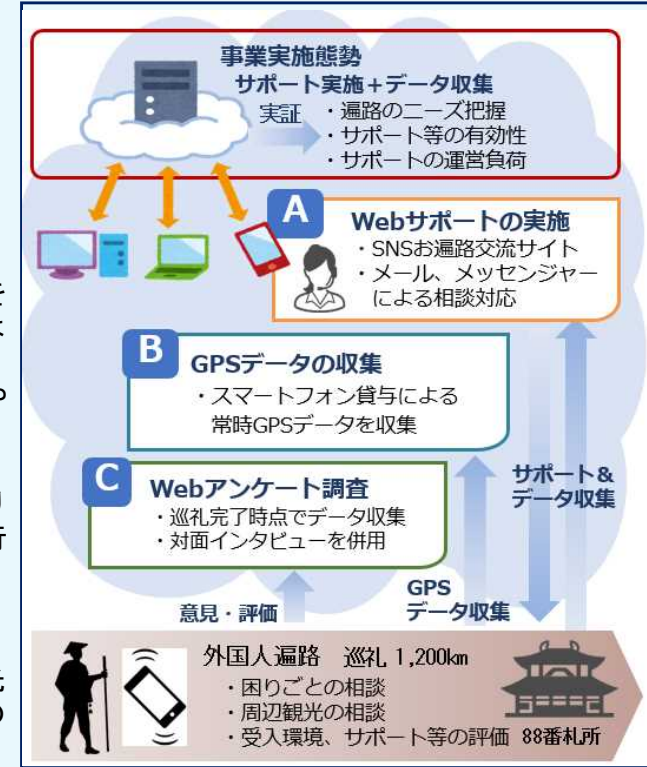 事業実施態勢
サポート実施+データ収集
実証
・遍路のニーズ把握
・サポート等の有効性
・サポートの運営負荷
A
Webサポートの実施
・SNSお遍路交流サイト
・メール、メッセンジャー
による相談対応
B
GPSデータの収集
・スマートフォン貸与による
常時GPSデータを収集
C
Webアンケート調査
・巡礼完了時点でデータ収集
・対面インタビューを併用
サポート&
データ収集
意見・評価
GPS
データ収集
外国人遍路 巡礼 1,200km
・困りごとの相談
・周辺観光の相談
・受入環境、サポート等の評価
88番札所